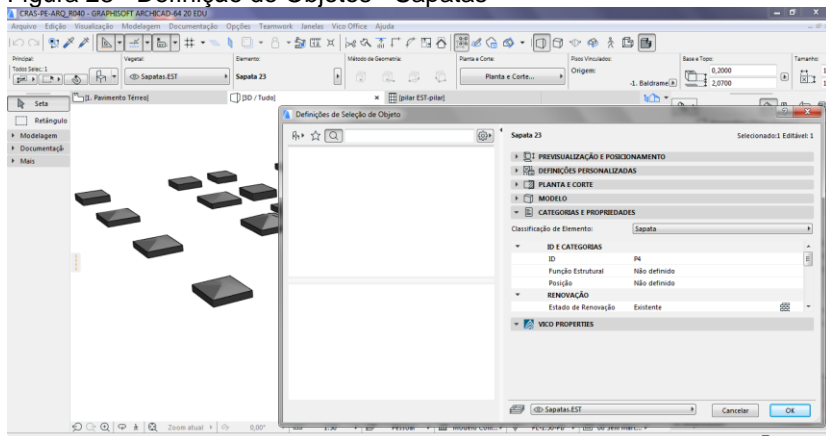 Figura 28 - Definição de Objetos - Sapatas
CRAS-PE-ARQ_R040 - GRAPHISOFT ARCHICAD-64 20 EDU
Arquivo Edição Visualização Modelagem Documentação Opções Teamwork Janelas Vico Office Ajuda
Principal: Vegetal: Elemento: Método de Geometria: Planta e Corte: Pisos Vinculados: Base e Topo: Tamanho:
Todos Selec.: 1
Sapatas.EST
Sapata 23
Planta e Corte...
Origem:
-1. Baldrame
0,2000
2,0700
Seta
[1. Pavimento Térreo]
[3D / Tudo]
[pilar EST-pilar]
Retângulo
Modelagem
Documentaçã
Mais
Definições de Seleção de Objeto
Sapata 23
Selecionado:1 Editável: 1
PREVISUALIZAÇÃO E POSICIONAMENTO
DEFINIÇÕES PERSONALIZADAS
PLANTA E CORTE
MODELO
CATEGORIAS E PROPRIEDADES
Classificação de Elemento: Sapata
ID E CATEGORIAS
ID P4
Função Estrutural Não definido
Posição Não definido
RENOVAÇÃO
Estado de Renovação Existente
VICO PROPERTIES
Sapatas.EST
Cancelar OK
Zoom atual 0,00°